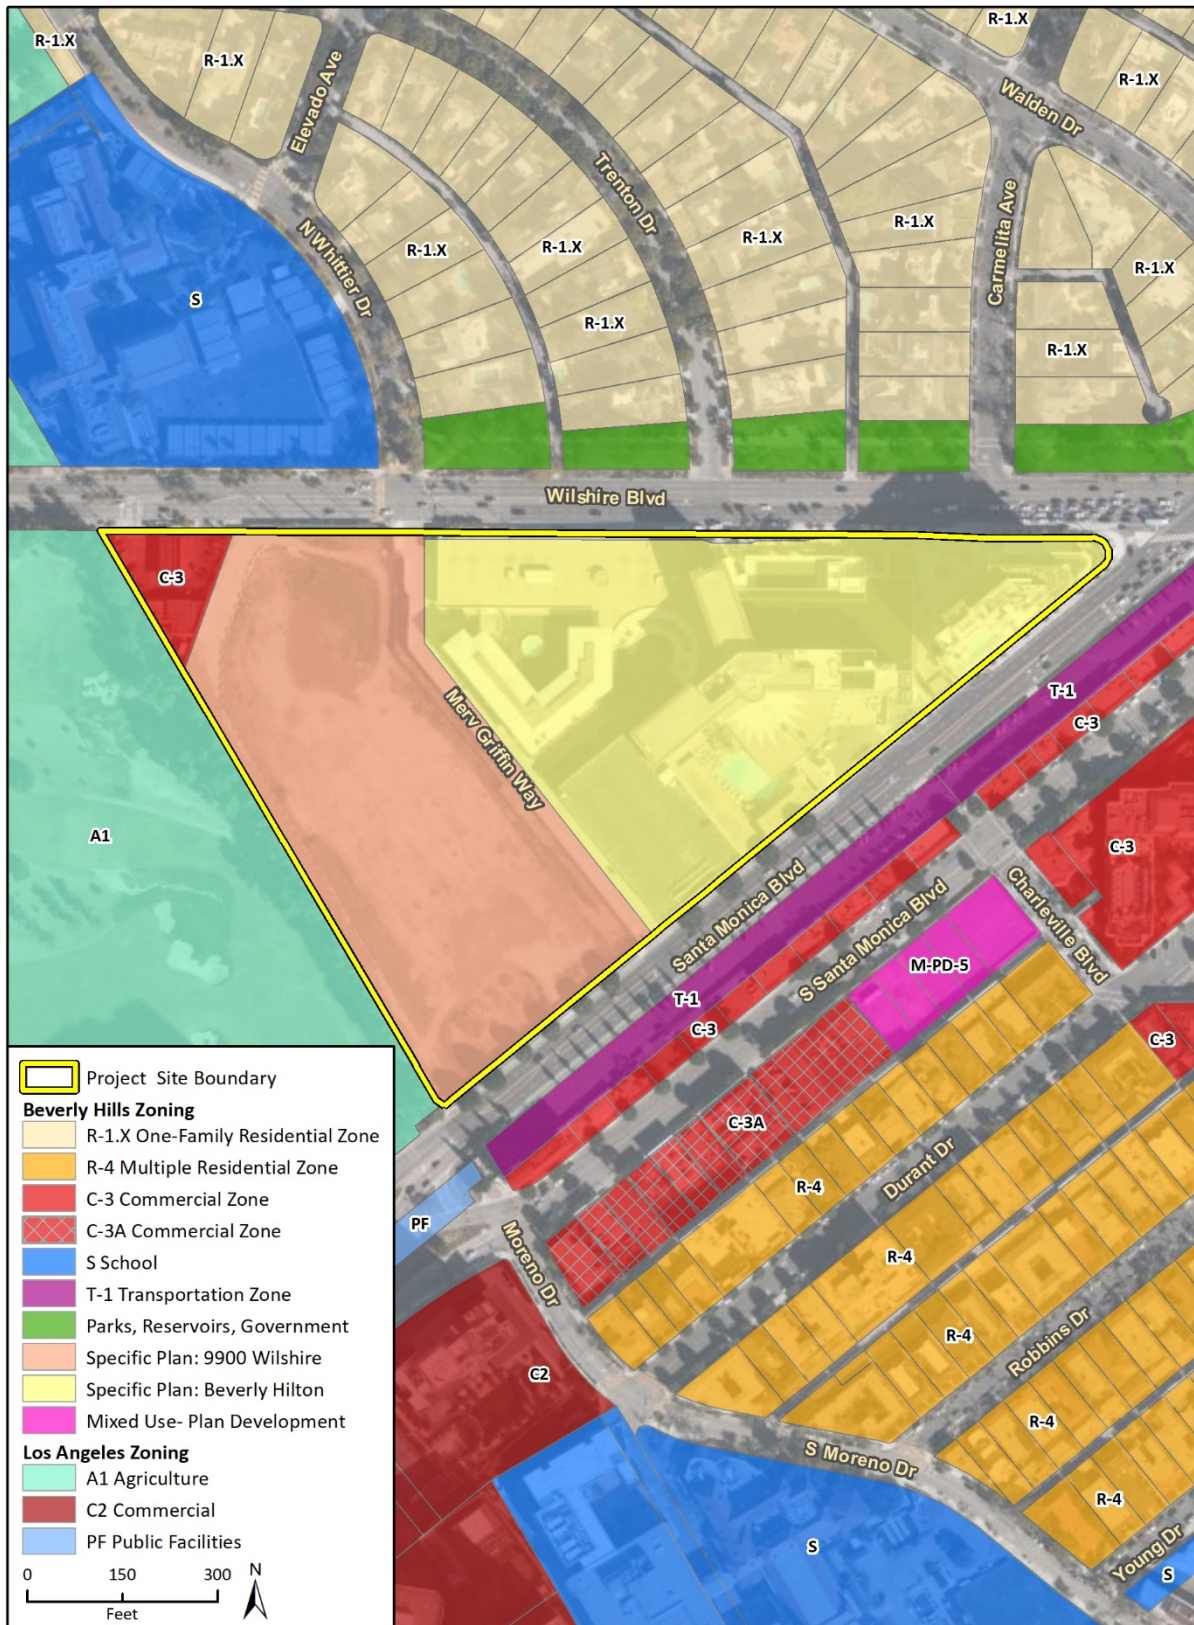 R-1.X
R-1.X
R-1.X
R-1.X
Elevado Ave
Walden Dr
Trenton Dr
Carmelita Ave
N Whittier Dr
R-1.X
R-1.X
R-1.X
R-1.X
R-1.X
S
R-1.X
R-1.X
Wilshire Blvd
C-3
Merv Griffin Way
T-1
C-3
A1
C-3
Santa Monica Blvd
S Santa Monica Blvd
Charleville Blvd
M-PD-5
T-1
C-3
C-3
C-3A
Durant Dr
R-4
PF
Moreno Dr
R-4
R-4
Robbins Dr
C2
R-4
S Moreno Dr
R-4
S
Young Dr
S
Project Site Boundary
Beverly Hills Zoning
R-1.X One-Family Residential Zone
R-4 Multiple Residential Zone
C-3 Commercial Zone
C-3A Commercial Zone
S School
T-1 Transportation Zone
Parks, Reservoirs, Government
Specific Plan: 9900 Wilshire
Specific Plan: Beverly Hilton
Mixed Use- Plan Development
Los Angeles Zoning
A1 Agriculture
C2 Commercial
PF Public Facilities
0 150 300
Feet
N